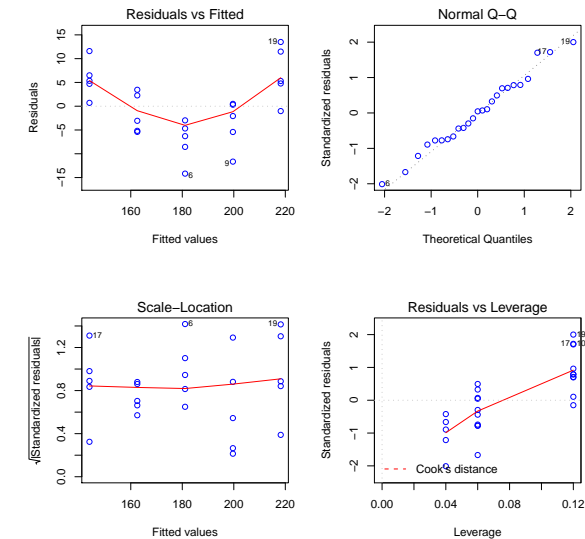 Residuals vs Fitted
Residuals
−15 −5 0 5 10 15
19
9
6
160 180 200 220
Fitted values
Normal Q−Q
Standardized residuals
−2 −1 0 1 2
19
17
6
−2 −1 0 1 2
Theoretical Quantiles
Scale−Location
√|Standardized residuals|
0.0 0.4 0.8 1.2
17
6
19
160 180 200 220
Fitted values
Residuals vs Leverage
Standardized residuals
−2 −1 0 1 2
19
17
Cook's distance
0.00 0.04 0.08 0.12
Leverage